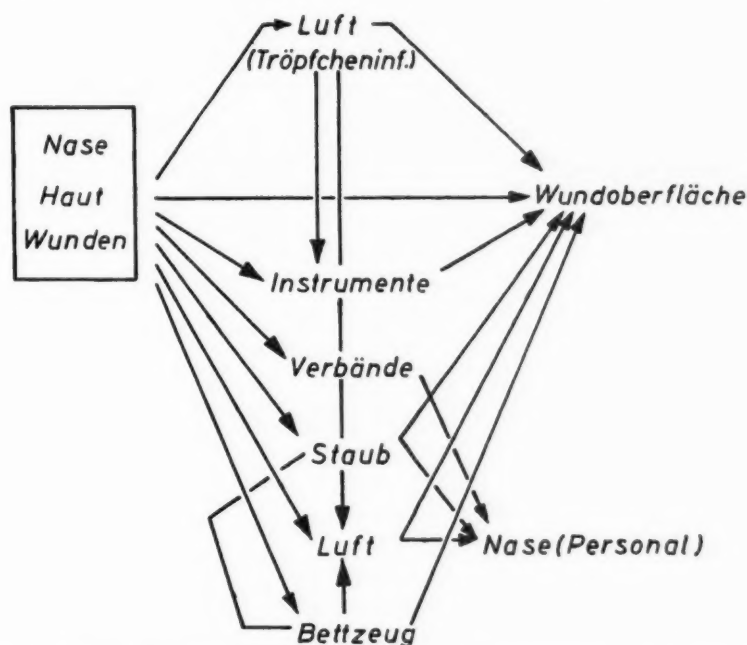 Luft
(Tröpfcheninf.)
Nase
Haut
Wunden
Wundoberfläche
Instrumente
Verbände
Staub
Luft
Nase (Personal)
Bettzeug